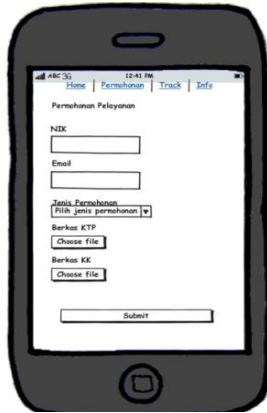 ABC 3G 12:41 PM
Home Permohonan Track Info
Permohonan Pelayanan
NIK
Email
Jenis Permohonan
Pilih jenis permohonan
Berkas KTP
Choose file
Berkas KK
Choose file
Submit